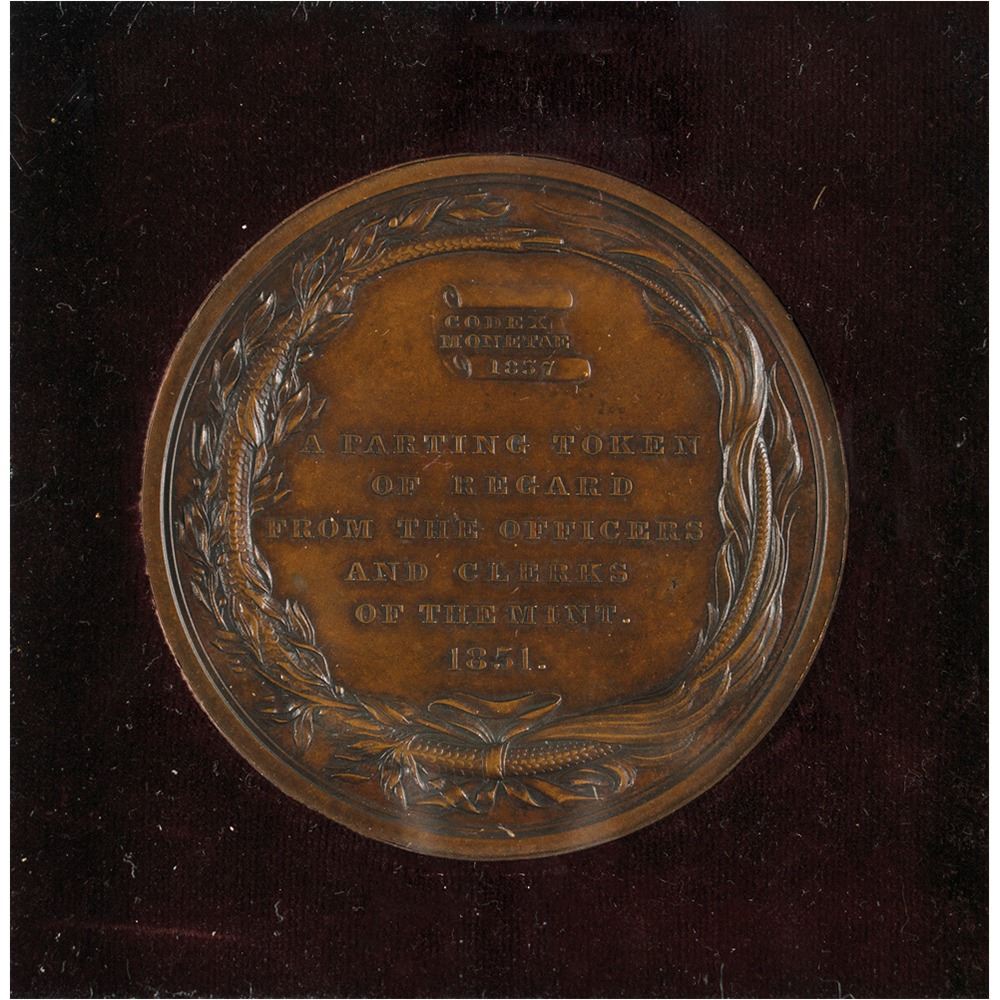 CODEX
MONETAE
1837
A PARTING TOKEN
OF REGARD
FROM THE OFFICERS
AND CLERKS
OF THE MINT.
1851.